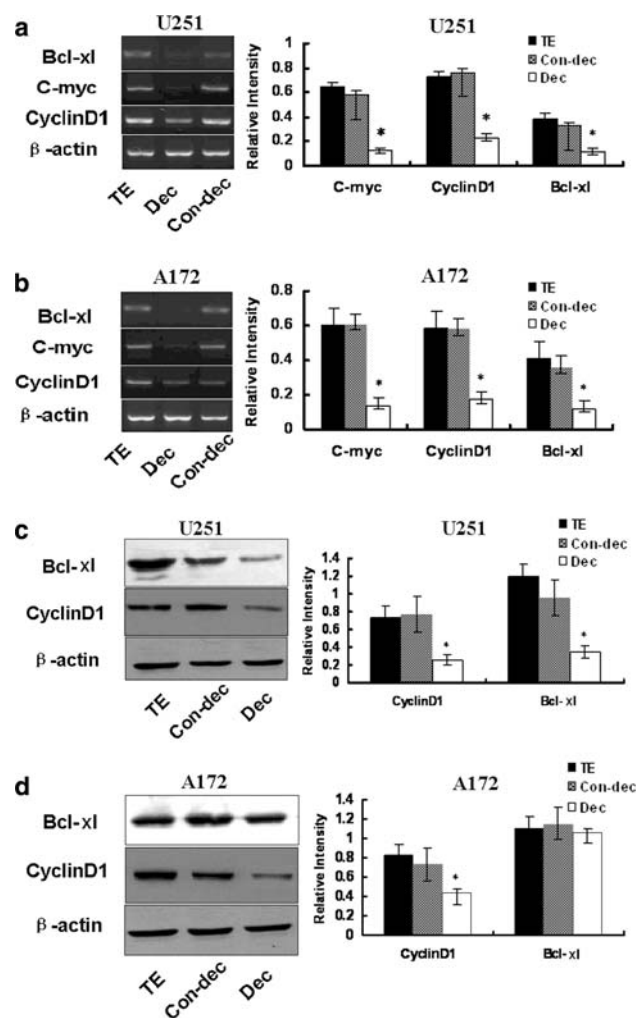 a
U251
Bcl-xl
C-myc
CyclinD1
β-actin
TE
Dec
Con-dec
U251
TE
Con-dec
Dec
Relative Intensity
1
0.8
0.6
0.4
0.2
0
*
*
*
C-myc
CyclinD1
Bcl-xl
b
A172
Bcl-xl
C-myc
CyclinD1
β-actin
TE
Dec
Con-dec
A172
TE
Con-dec
Dec
Relative Intensity
0.8
0.6
0.4
0.2
0
*
*
*
C-myc
CyclinD1
Bcl-xl
c
U251
Bcl-xl
CyclinD1
β-actin
TE
Con-dec
Dec
U251
TE
Con-dec
Dec
Relative Intensity
1.4
1.2
1
0.8
0.6
0.4
0.2
0
*
*
CyclinD1
Bcl-xl
d
A172
Bcl-xl
CyclinD1
β-actin
TE
Con-dec
Dec
A172
TE
Con-dec
Dec
Relative Intensity
1.4
1.2
1
0.8
0.6
0.4
0.2
0
*
CyclinD1
Bcl-xl